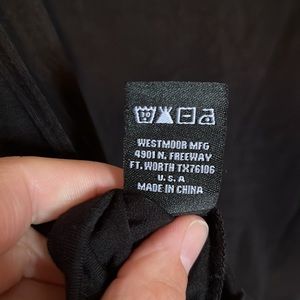 WESTMOOR MFG
4901 N. FREEWAY
FT. WORTH TX76106
U. S. A
MADE IN CHINA